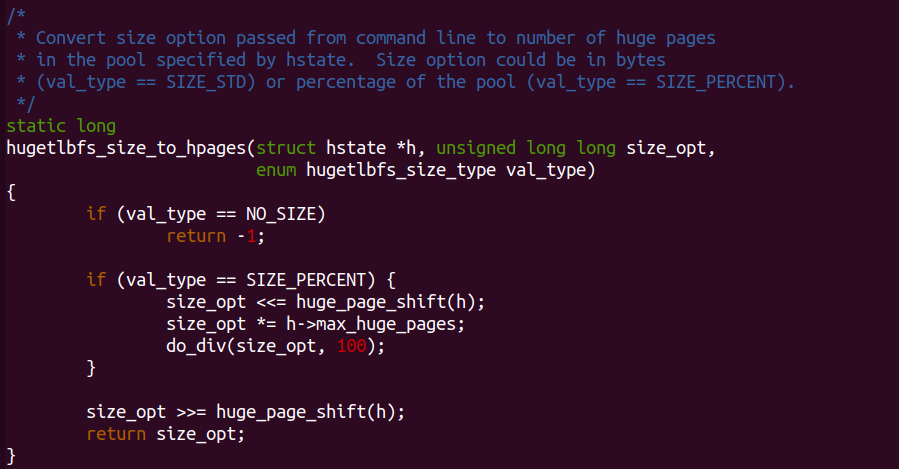 /*
 * Convert size option passed from command line to number of huge pages
 * in the pool specified by hstate.  Size option could be in bytes
 * (val_type == SIZE_STD) or percentage of the pool (val_type == SIZE_PERCENT).
 */
static long
hugetlbfs_size_to_hpages(struct hstate *h, unsigned long long size_opt,
                         enum hugetlbfs_size_type val_type)
{
        if (val_type == NO_SIZE)
                return -1;

        if (val_type == SIZE_PERCENT) {
                size_opt <<= huge_page_shift(h);
                size_opt *= h->max_huge_pages;
                do_div(size_opt, 100);
        }

        size_opt >>= huge_page_shift(h);
        return size_opt;
}